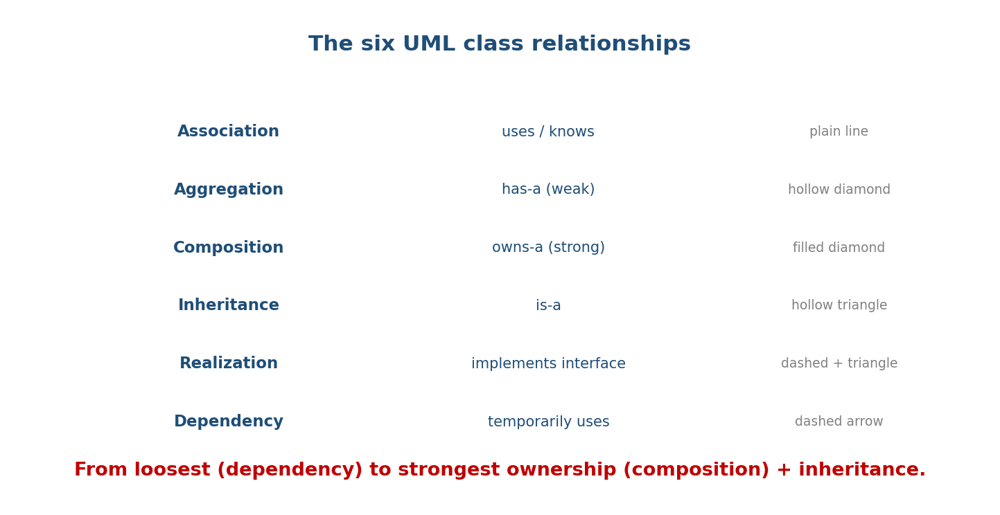 The six UML class relationships
Association uses / knows plain line
Aggregation has-a (weak) hollow diamond
Composition owns-a (strong) filled diamond
Inheritance is-a hollow triangle
Realization implements interface dashed + triangle
Dependency temporarily uses dashed arrow
From loosest (dependency) to strongest ownership (composition) + inheritance.